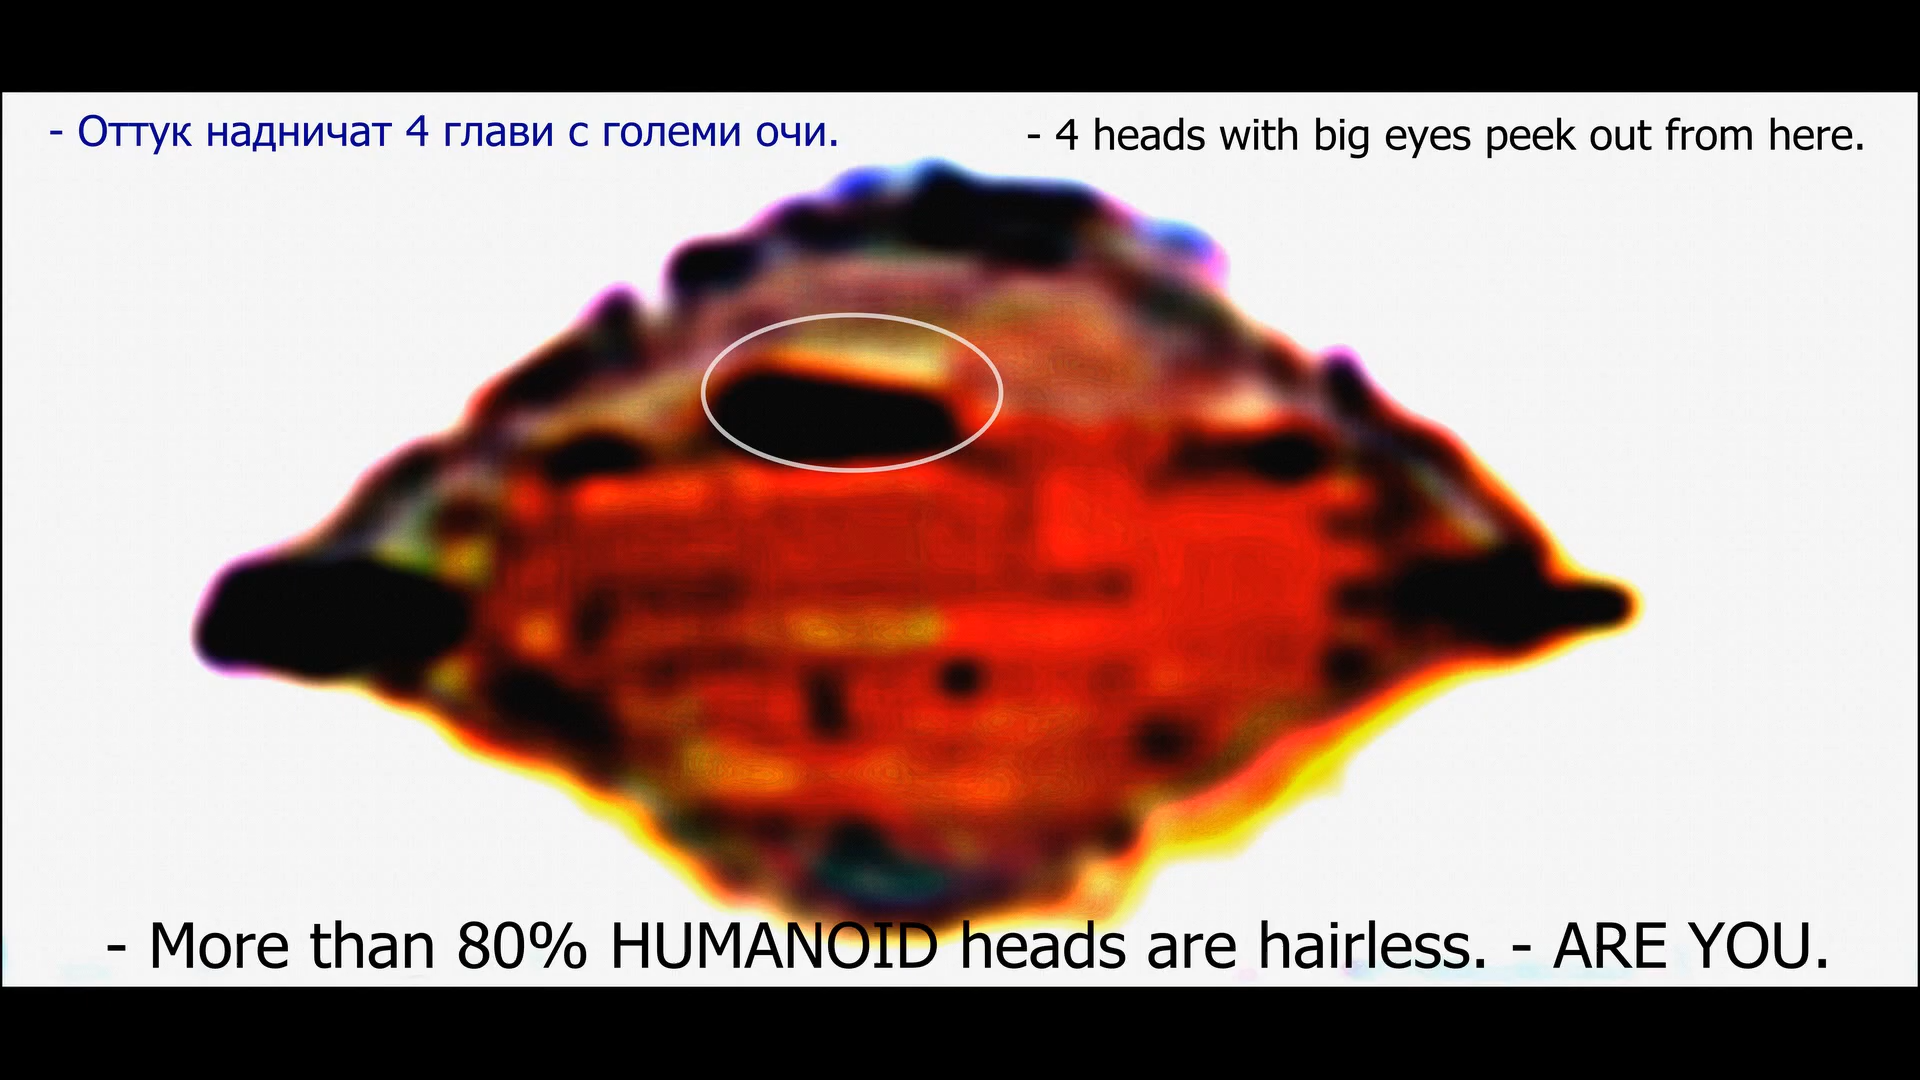 - Оттук надничат 4 глави с големи очи.
- 4 heads with big eyes peek out from here.
- More than 80% HUMANOID heads are hairless. - ARE YOU.